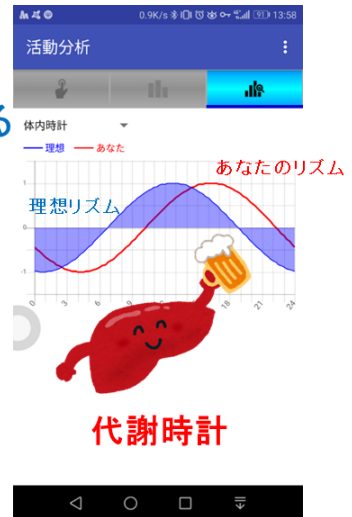 0.9K/s 91 13:58
活動分析
る
体内時計
理想 あなた
あなたのリズム
理想リズム
1
0
-1
0 3 6 9 18 21 24
代謝時計